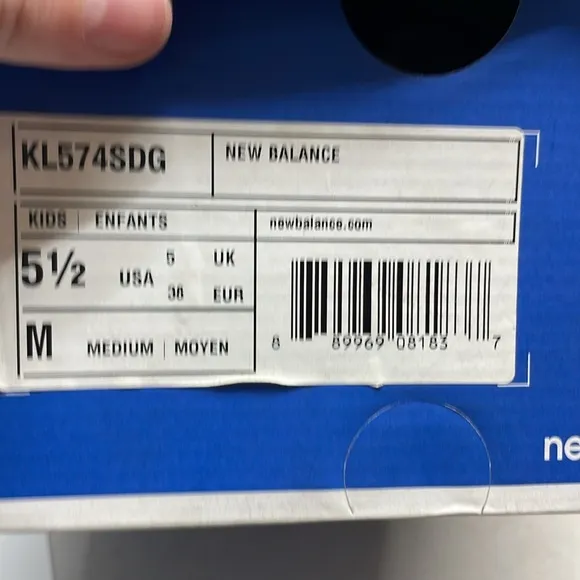 KL574SDG
NEW BALANCE
KIDS | ENFANTS
newbalance.com
5½ USA 5 UK
38 EUR
M MEDIUM | MOYEN
8 89969 08183 7
ne